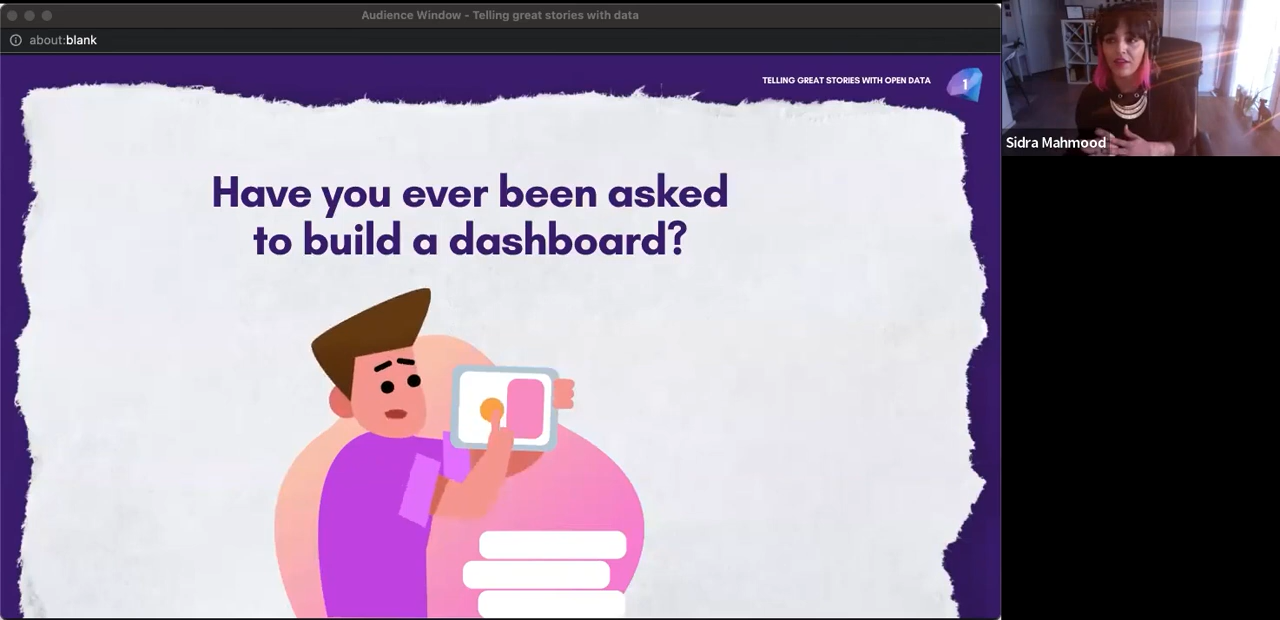 Audience Window - Telling great stories with data
about:blank
TELLING GREAT STORIES WITH OPEN DATA
1
Have you ever been asked
to build a dashboard?
Sidra Mahmood